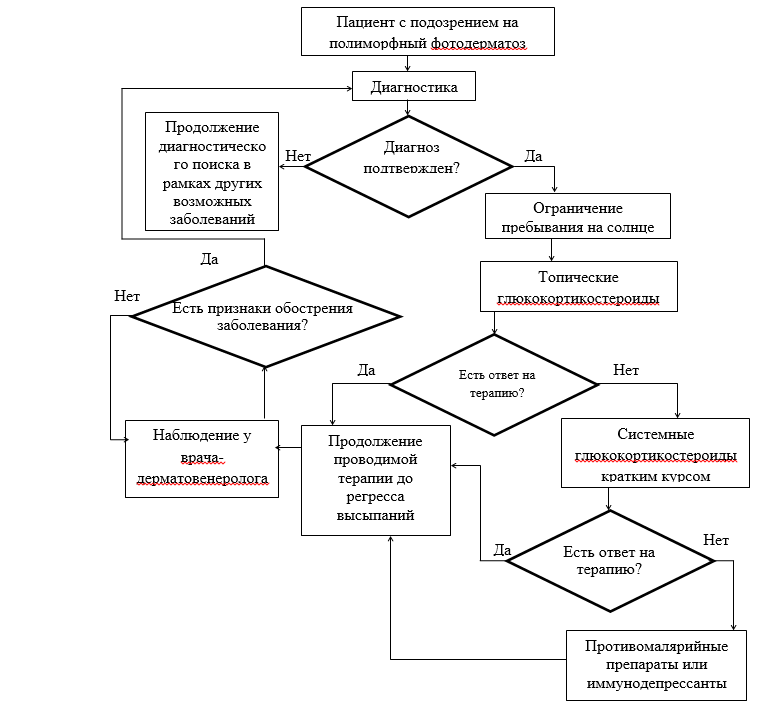 Пациент с подозрением на
полиморфный фотодерматоз
Диагностика
Диагноз
подтвержден?
Нет
Да
Продолжение
диагностическо
го поиска в
рамках других
возможных
заболеваний
Ограничение
пребывания на солнце
Топические
глюкокортикостероиды
Да
Нет
Есть признаки обострения
заболевания?
Есть ответ на
терапию?
Да
Нет
Наблюдение у
врача-
дерматовенеролога
Продолжение
проводимой
терапии до
регресса
высыпаний
Системные
глюкокортикостероиды
кратким курсом
Есть ответ на
терапию?
Да
Нет
Противомалярийные
препараты или
иммунодепрессанты